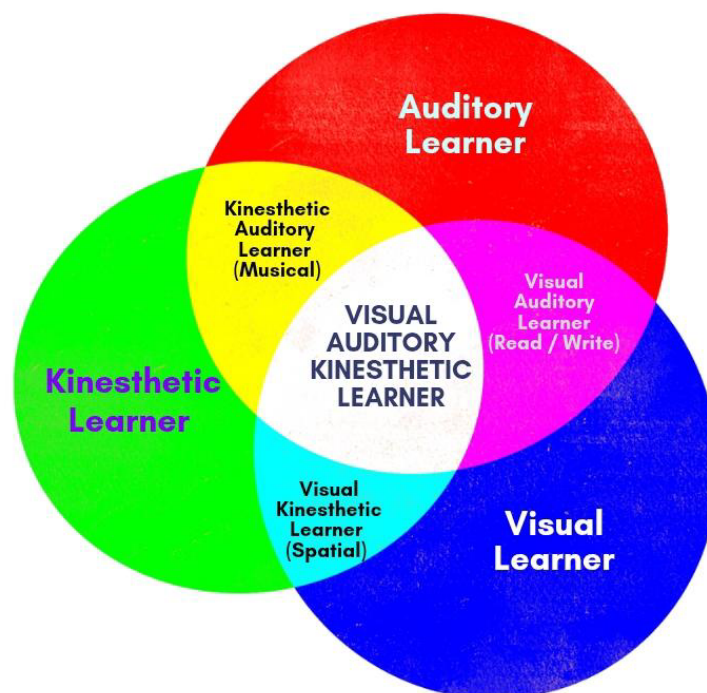 Auditory
Learner
Kinesthetic
Auditory
Learner
(Musical)
Visual
Auditory
Learner
(Read / Write)
VISUAL
AUDITORY
KINESTHETIC
LEARNER
Kinesthetic
Learner
Visual
Kinesthetic
Learner
(Spatial)
Visual
Learner